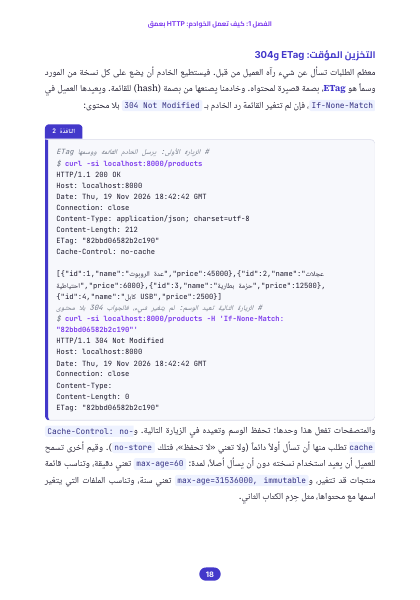 الفصل 1: كيف تعمل الخوادم: HTTP بعمق
التخزين المؤقت: ETag و304
معظم الطلبات تسأل عن شيء رآه العميل من قبل. فيستطيع الخادم أن يضع على كل نسخة من المورد
وسماً هو ETag، بصمة قصيرة لمحتواه. وخادمنا يصنعها من بصمة (hash) للقائمة. ويعيدها العميل في
If-None-Match، فإن لم تتغير القائمة رد الخادم بـ 304 Not Modified بلا محتوى:
النافذة 2
# الزيارة الأولى: يرسل الخادم القائمة ووسمها ETag
$ curl -si localhost:8000/products
HTTP/1.1 200 OK
Host: localhost:8000
Date: Thu, 19 Nov 2026 18:42:42 GMT
Connection: close
Content-Type: application/json; charset=utf-8
Content-Length: 212
ETag: "82bbd06582b2c190"
Cache-Control: no-cache
[{"id":1,"name":"عدة الروبوت","price":45000},{"id":2,"name":"عجلات
احتياطية","price":6000},{"id":3,"name":"حزمة بطارية","price":12500},
{"id":4,"name":"كابل USB","price":2500}]
# الزيارة التالية تعيد الوسم: لم يتغير شيء، فالجواب 304 بلا محتوى
$ curl -si localhost:8000/products -H 'If-None-Match:
"82bbd06582b2c190"'
HTTP/1.1 304 Not Modified
Host: localhost:8000
Date: Thu, 19 Nov 2026 18:42:42 GMT
Connection: close
Content-Type:
Content-Length: 0
ETag: "82bbd06582b2c190"
والمتصفحات تفعل هذا وحدها: تحفظ الوسم وتعيده في الزيارة التالية. وCache-Control: no-
cache تطلب منها أن تسأل أولاً دائماً (ولا تعني «لا تحفظ»، فتلك no-store). وقيم أخرى تسمح
للعميل أن يعيد استخدام نسخته دون أن يسأل أصلاً، لمدة: max-age=60 تعني دقيقة، وتناسب قائمة
منتجات قد تتغير، وmax-age=31536000, immutable تعني سنة، وتناسب الملفات التي يتغير
اسمها مع محتواها، مثل حزم الكتاب الثاني.
18